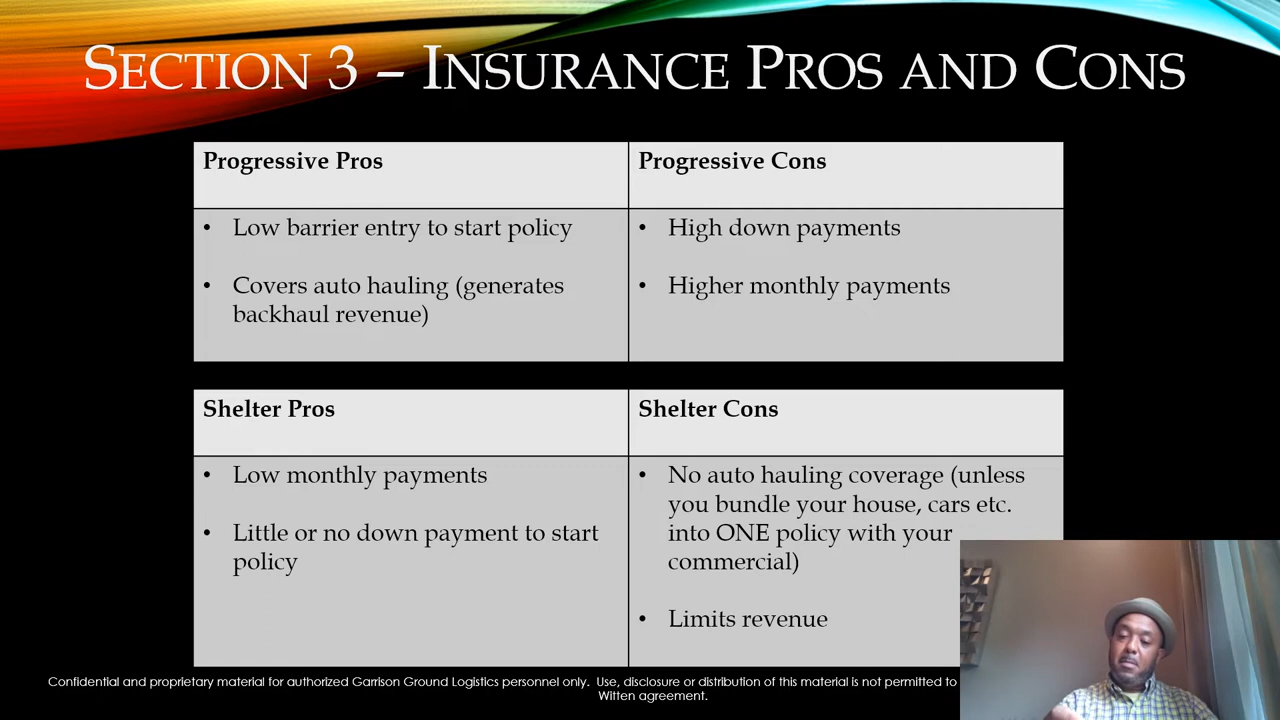 SECTION 3 – INSURANCE PROS AND CONS
Progressive Pros
Progressive Cons
• Low barrier entry to start policy
• Covers auto hauling (generates
backhaul revenue)
• High down payments
• Higher monthly payments
Shelter Pros
Shelter Cons
• Low monthly payments
• Little or no down payment to start
policy
• No auto hauling coverage (unless
you bundle your house, cars etc.
into ONE policy with your
commercial)
• Limits revenue
Confidential and proprietary material for authorized Garrison Ground Logistics personnel only. Use, disclosure or distribution of this material is not permitted to
Witten agreement.